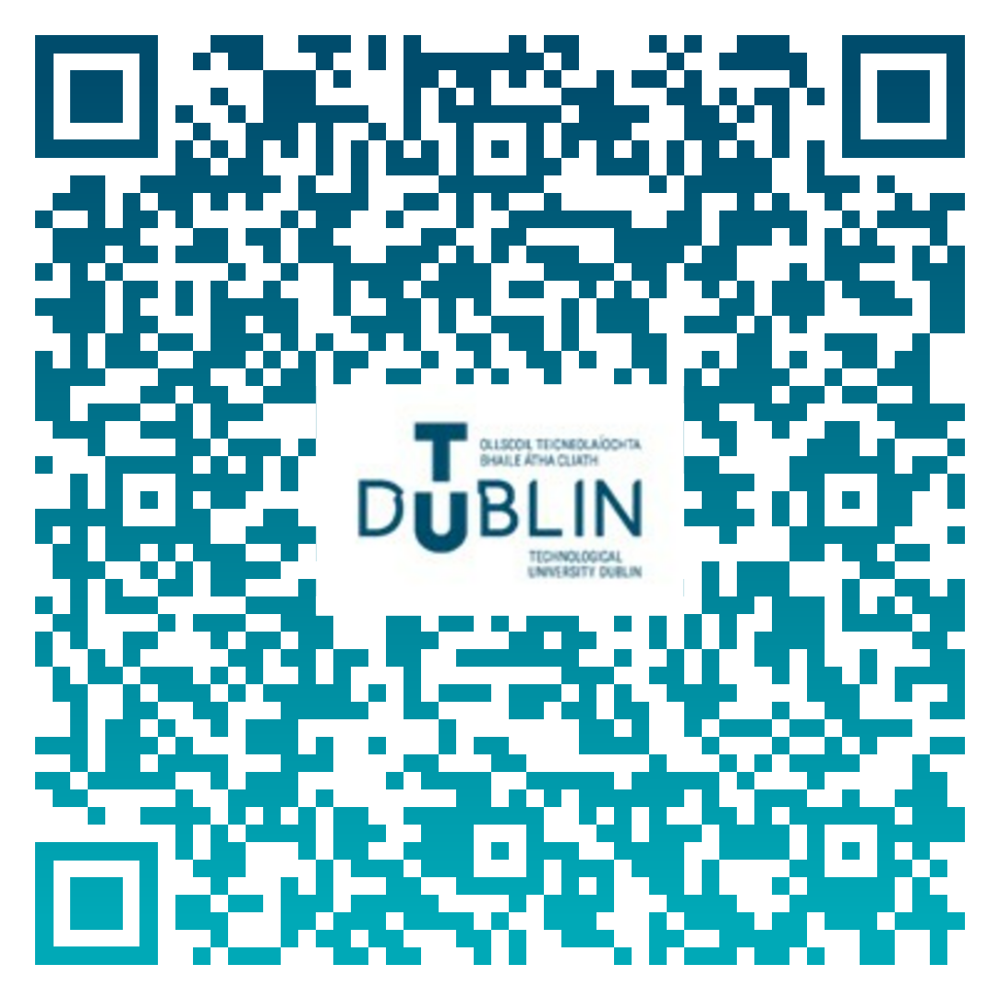 OLLSCOIL TEICNEOLAÍOCHTA
BHAILE ÁTHA CLIATH
TU DUBLIN
TECHNOLOGICAL
UNIVERSITY DUBLIN